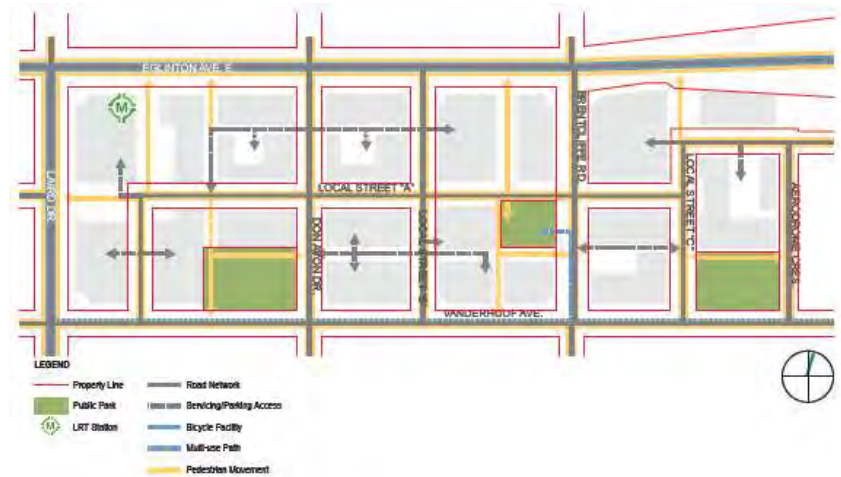 EGLINTON AVE. E
M
LAIRD DR.
BRENTCLIFFE RD.
LOCAL STREET "A"
DON AVON DR.
LOCAL STREET "B"
LOCAL STREET "C"
AERODROME CRES
VANDERHOOF AVE.
LEGEND
Property Line
Public Park
M LRT Station
Road Network
Servicing/Parking Access
Bicycle Facility
Multi-use Path
Pedestrian Movement